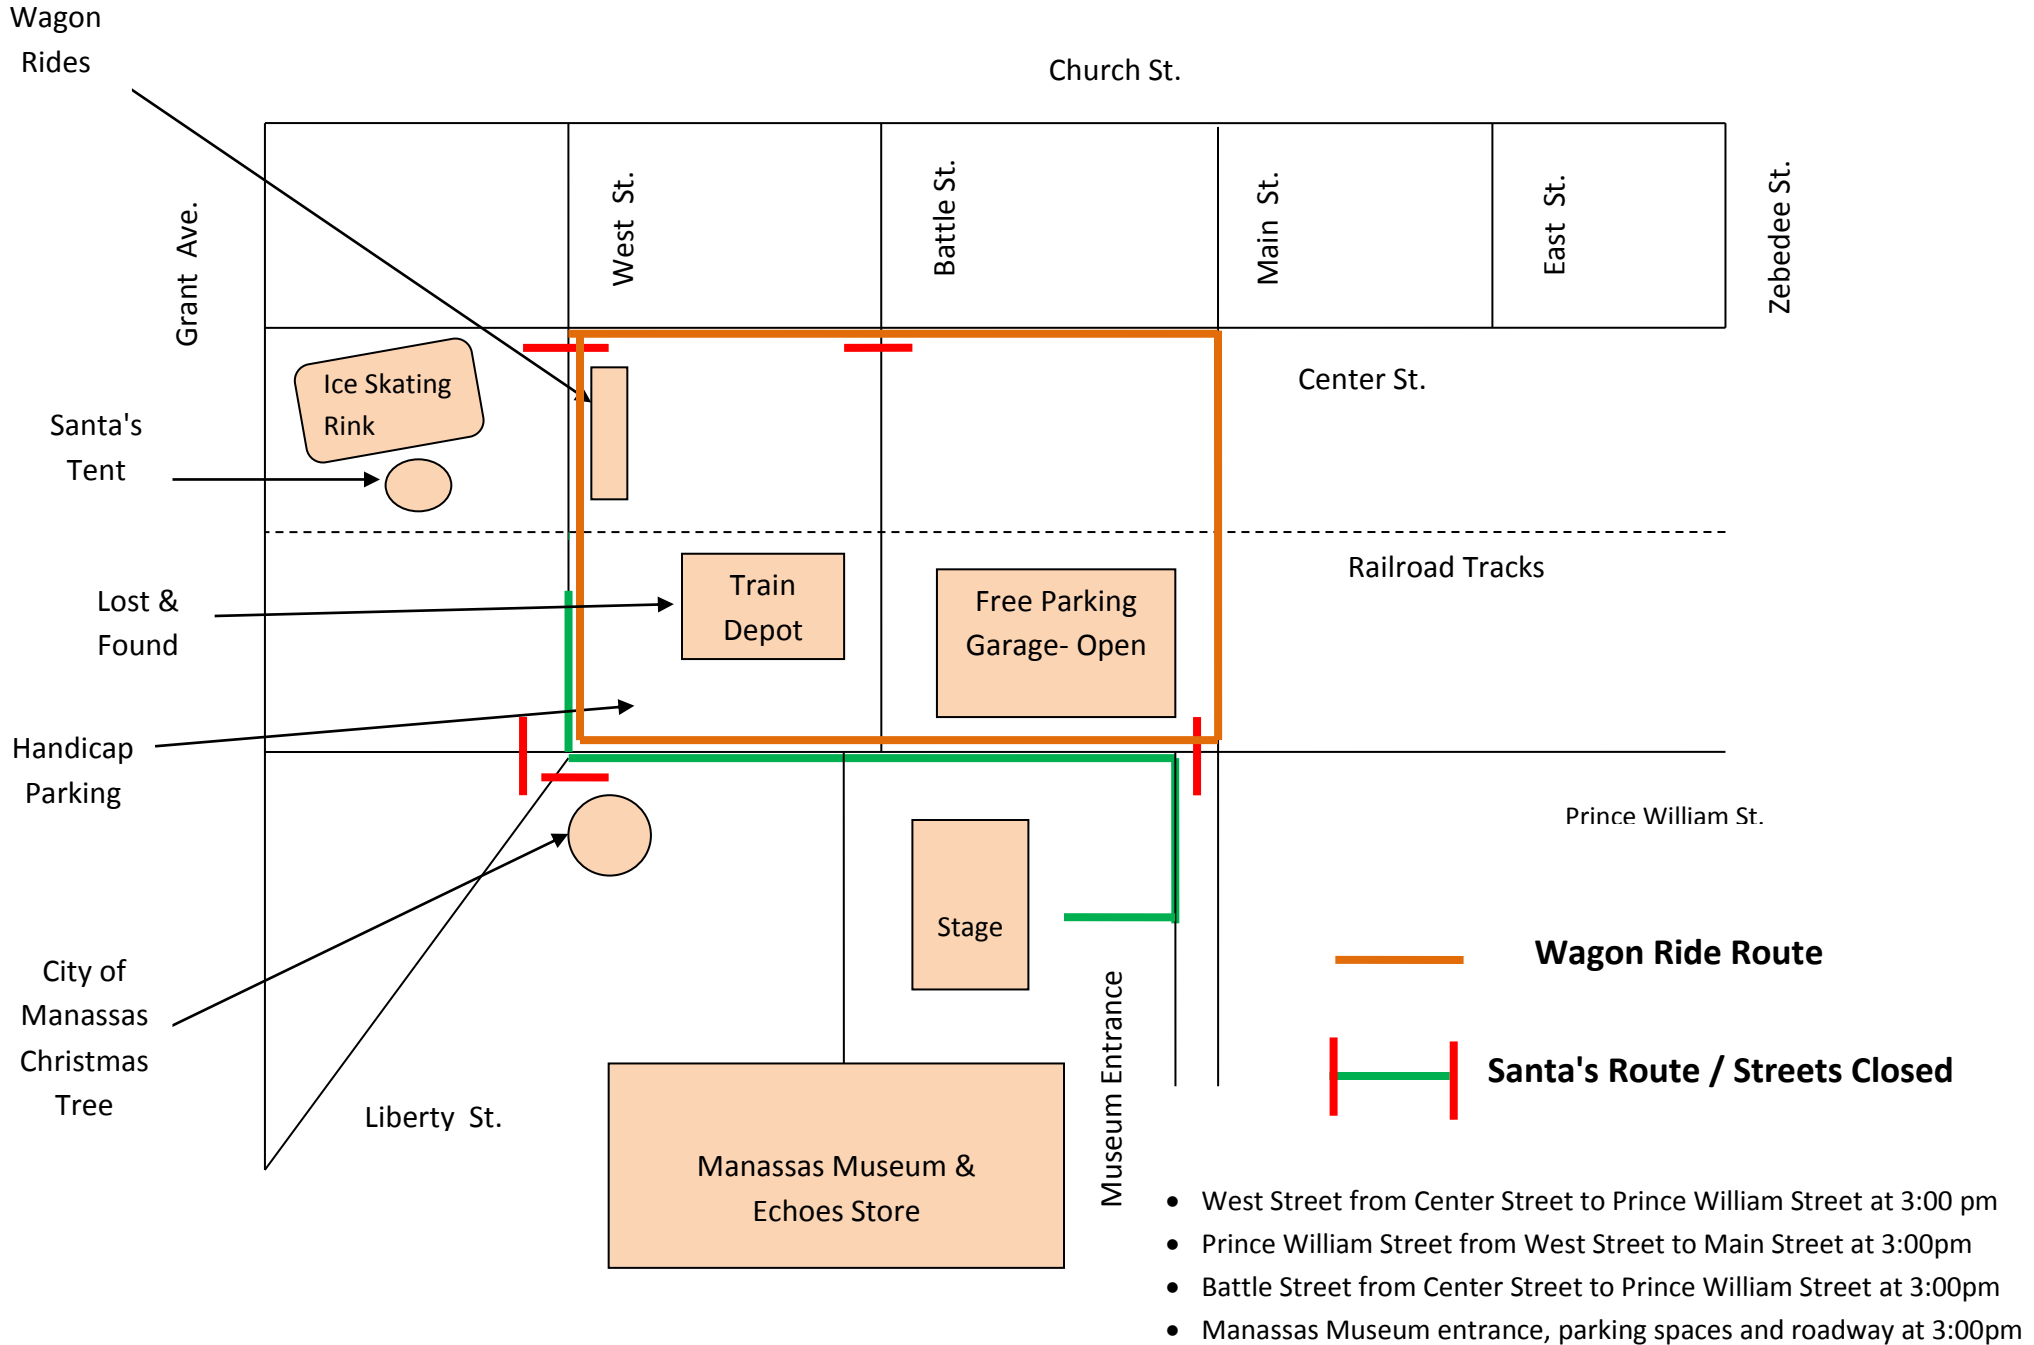 Wagon
Rides
Church St.
Grant  Ave.
West  St.
Battle St.
Main  St.
East  St.
Zebedee St.
Ice Skating
Rink
Center St.
Santa's
Tent
Railroad Tracks
Lost &
Found
Train
Depot
Free Parking
Garage- Open
Handicap
Parking
Prince William St.
Stage
City of
Manassas
Christmas
Tree
Wagon Ride Route
Museum Entrance
Santa's Route / Streets Closed
Liberty  St.
Manassas Museum &
Echoes Store
• West Street from Center Street to Prince William Street at 3:00 pm
• Prince William Street from West Street to Main Street at 3:00pm
• Battle Street from Center Street to Prince William Street at 3:00pm
• Manassas Museum entrance, parking spaces and roadway at 3:00pm